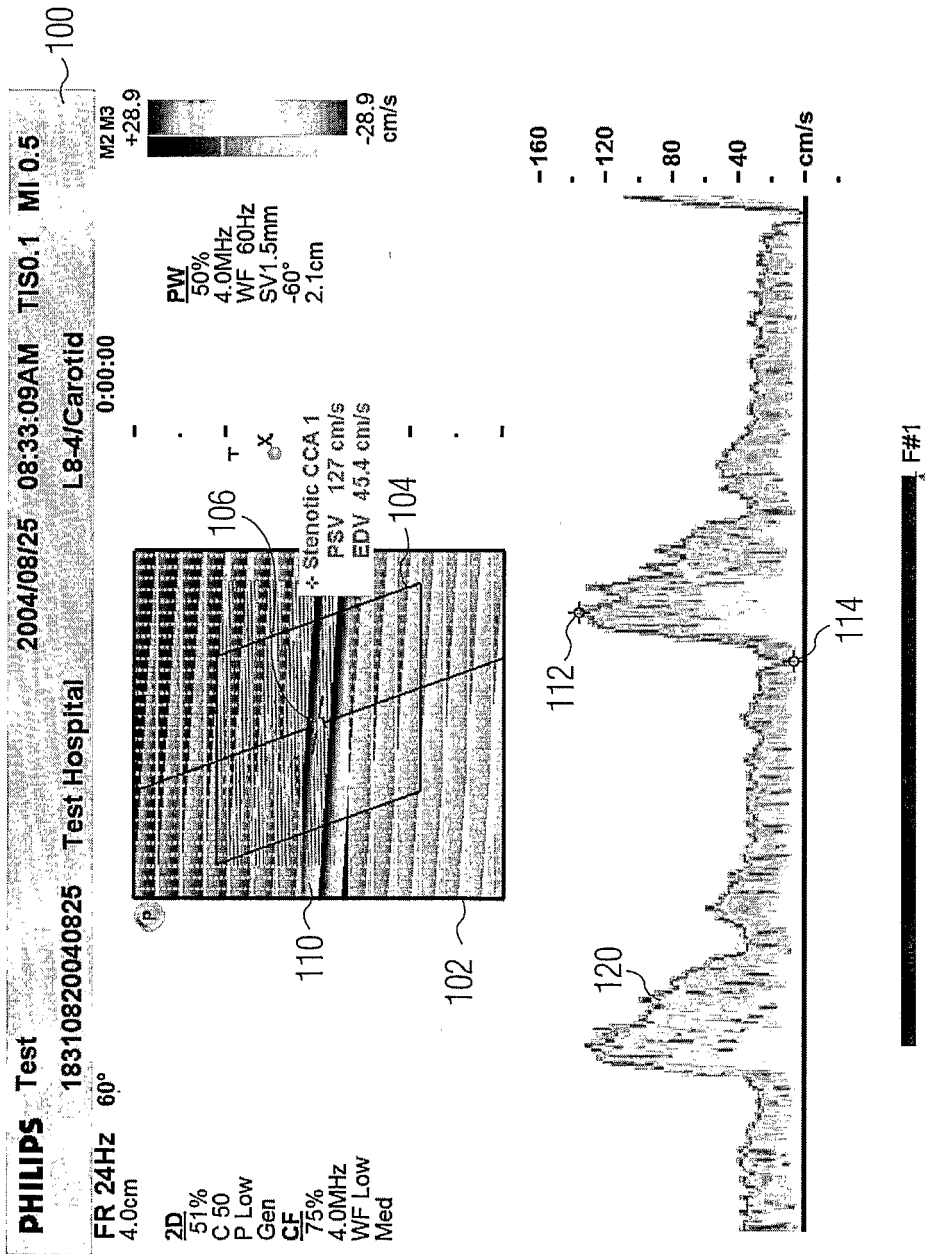 PHILIPS Test 2004/08/25 08:33:09AM TIS0.1 MI 0.5
18310820040825 Test Hospital L8-4/Carotid
100
FR 24Hz 60° 0:00:00
4.0cm
M2 M3
+28.9
-28.9
cm/s
2D
51%
C 50
P Low
Gen
CF
75%
4.0MHz
WF Low
Med
P
106
T
X
PW
50%
4.0MHz
WF 60Hz
SV1.5mm
-60°
2.1cm
Stenotic CCA 1
PSV 127 cm/s
EDV 45.4 cm/s
110
104
102
-160
-120
-80
-40
-cm/s
120
112
114
F#1